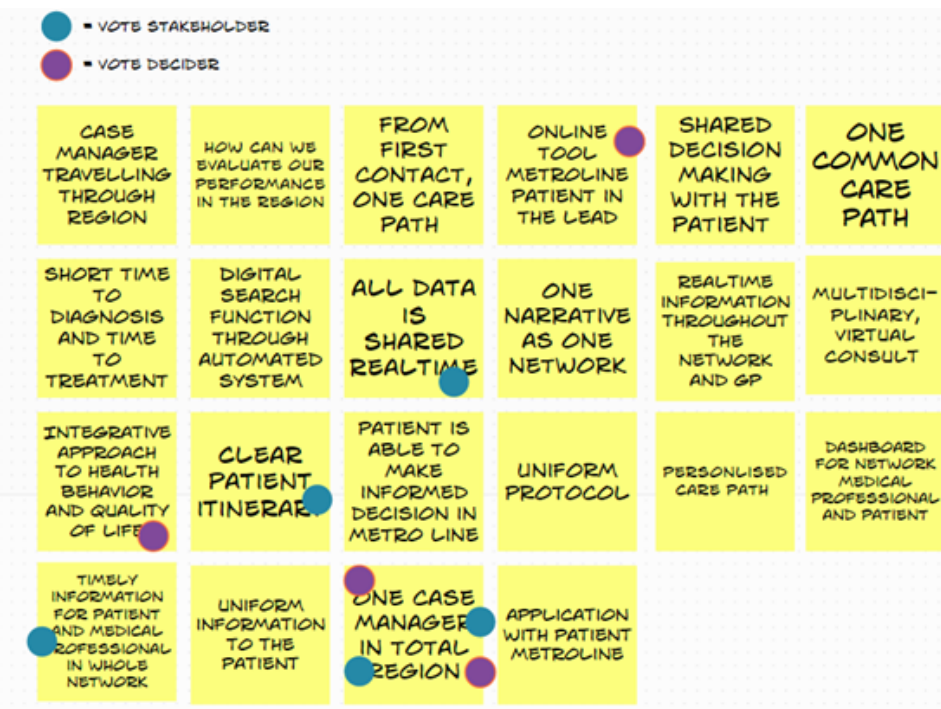 = VOTE STAKEHOLDER
= VOTE DECIDER
CASE
MANAGER
TRAVELLING
THROUGH
REGION
HOW CAN WE
EVALUATE OUR
PERFORMANCE
IN THE REGION
FROM
FIRST
CONTACT,
ONE CARE
PATH
ONLINE
TOOL
METROLINE
PATIENT IN
THE LEAD
SHARED
DECISION
MAKING
WITH THE
PATIENT
ONE
COMMON
CARE
PATH
SHORT TIME
TO
DIAGNOSIS
AND TIME
TO
TREATMENT
DIGITAL
SEARCH
FUNCTION
THROUGH
AUTOMATED
SYSTEM
ALL DATA
IS
SHARED
REALTIME
ONE
NARRATIVE
AS ONE
NETWORK
REALTIME
INFORMATION
THROUGHOUT
THE
NETWORK
AND GP
MULTIDISCI-
PLINARY,
VIRTUAL
CONSULT
INTEGRATIVE
APPROACH
TO HEALTH
BEHAVIOR
AND QUALITY
OF LIFE
CLEAR
PATIENT
ITINERARY
PATIENT IS
ABLE TO
MAKE
INFORMED
DECISION IN
METRO LINE
UNIFORM
PROTOCOL
PERSONLISED
CARE PATH
DASHBOARD
FOR NETWORK
MEDICAL
PROFESSIONAL
AND PATIENT
TIMELY
INFORMATION
FOR PATIENT
AND MEDICAL
PROFESSIONAL
IN WHOLE
NETWORK
UNIFORM
INFORMATION
TO THE
PATIENT
ONE CASE
MANAGER
IN TOTAL
REGION
APPLICATION
WITH PATIENT
METROLINE